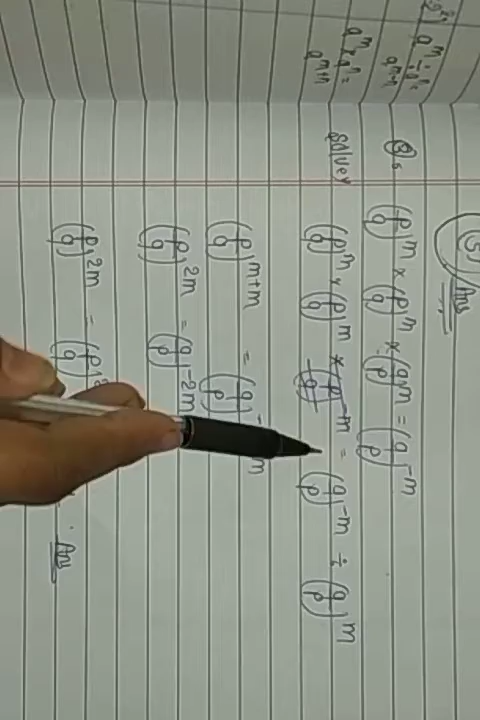 a^m ÷ a^n =
a^m-n
a^m × a^n =
a^m+n
(5) Ans
Q. (p/q)^m × (p/q)^m × (q/p)^m = (q/p)^-m
Solve (p/q)^m × (p/q)^m = (q/p)^-m ÷ (q/p)^m
(p/q)^m+m = (q/p)
(p/q)^2m = (q/p)^-2m
(p/q)^2m = (p/q)
Ans